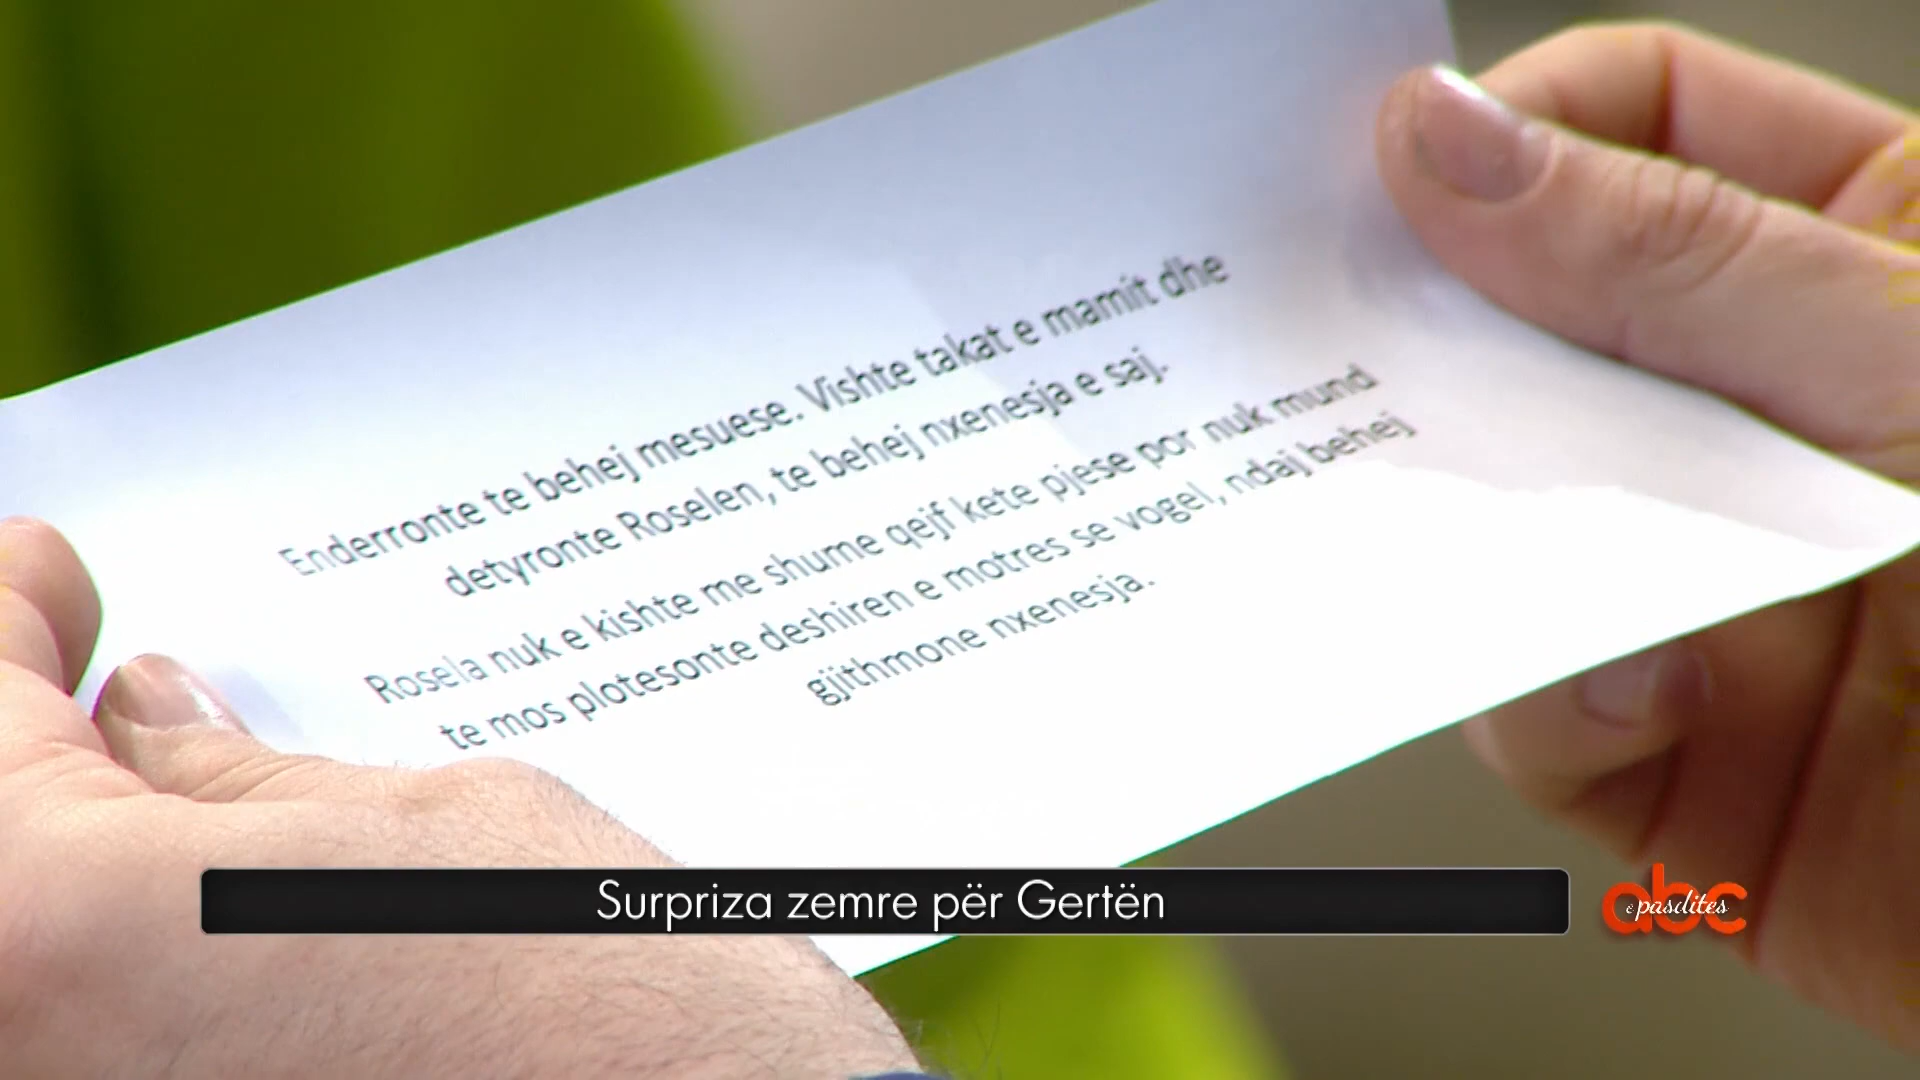 Enderronte te behej mesuese. Vishte takat e mamit dhe
detyronte Roselen, te behej nxenesja e saj.
Rosela nuk e kishte me shume qejf kete pjese por nuk mund
te mos plotesonte deshiren e motres se vogel, ndaj behej
gjithmone nxenesja.
Surpriza zemre për Gertën
abc
e pasdites